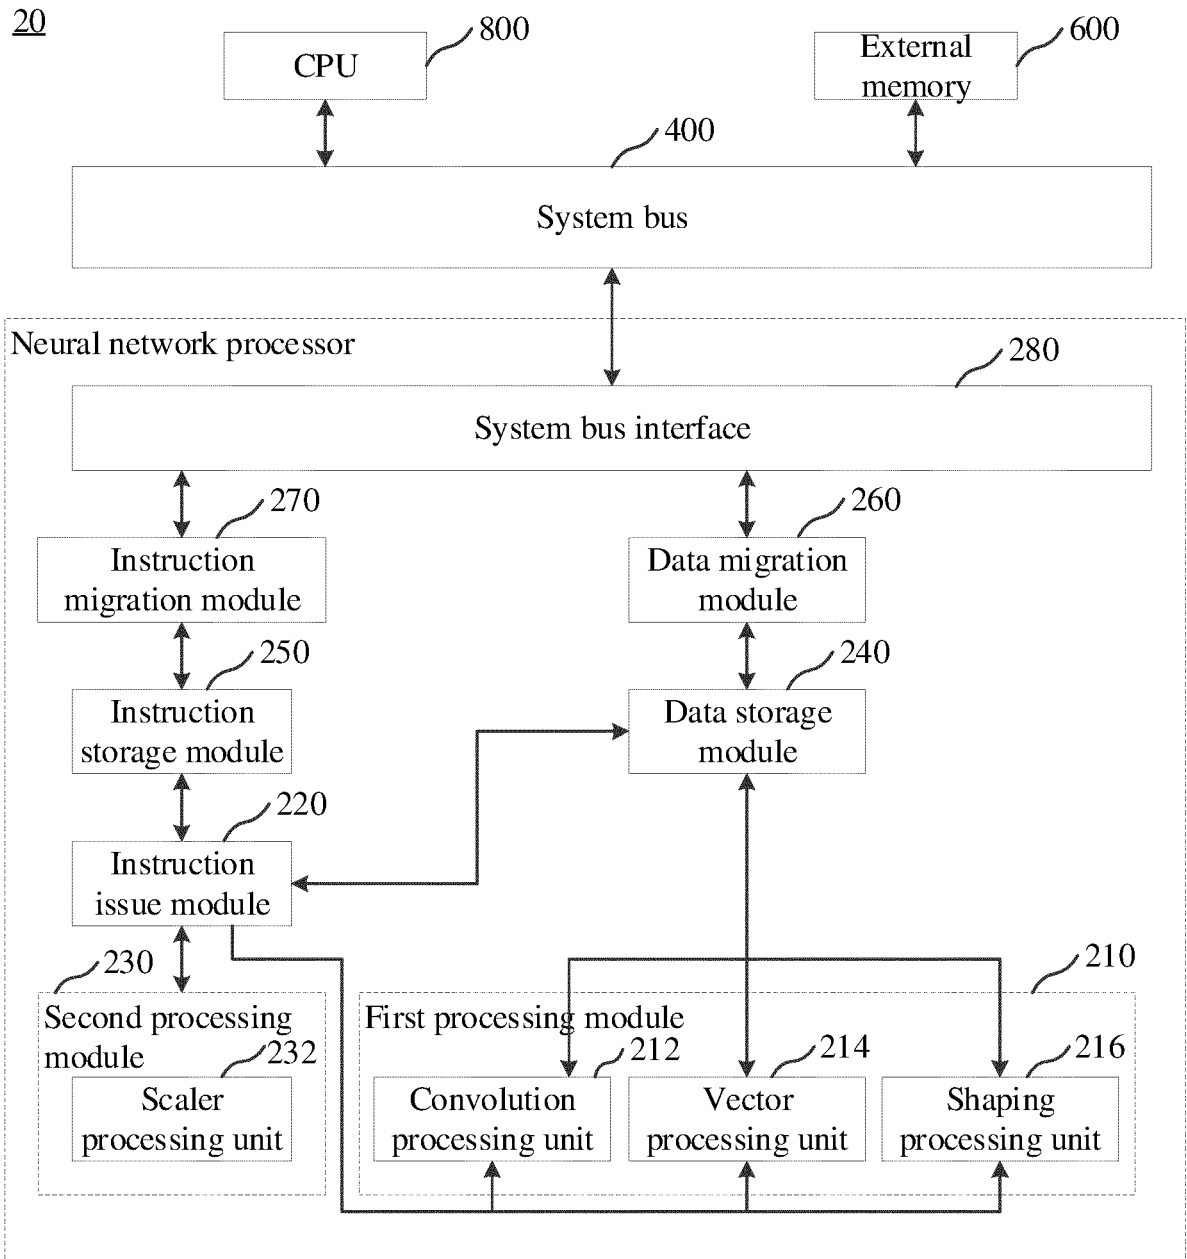 20
CPU
800
External
memory
600
400
System bus
Neural network processor
280
System bus interface
270
Instruction
migration module
260
Data migration
module
250
Instruction
storage module
240
Data storage
module
220
Instruction
issue module
230
Second processing
module
232
Scaler
processing unit
210
First processing module
212
Convolution
processing unit
214
Vector
processing unit
216
Shaping
processing unit